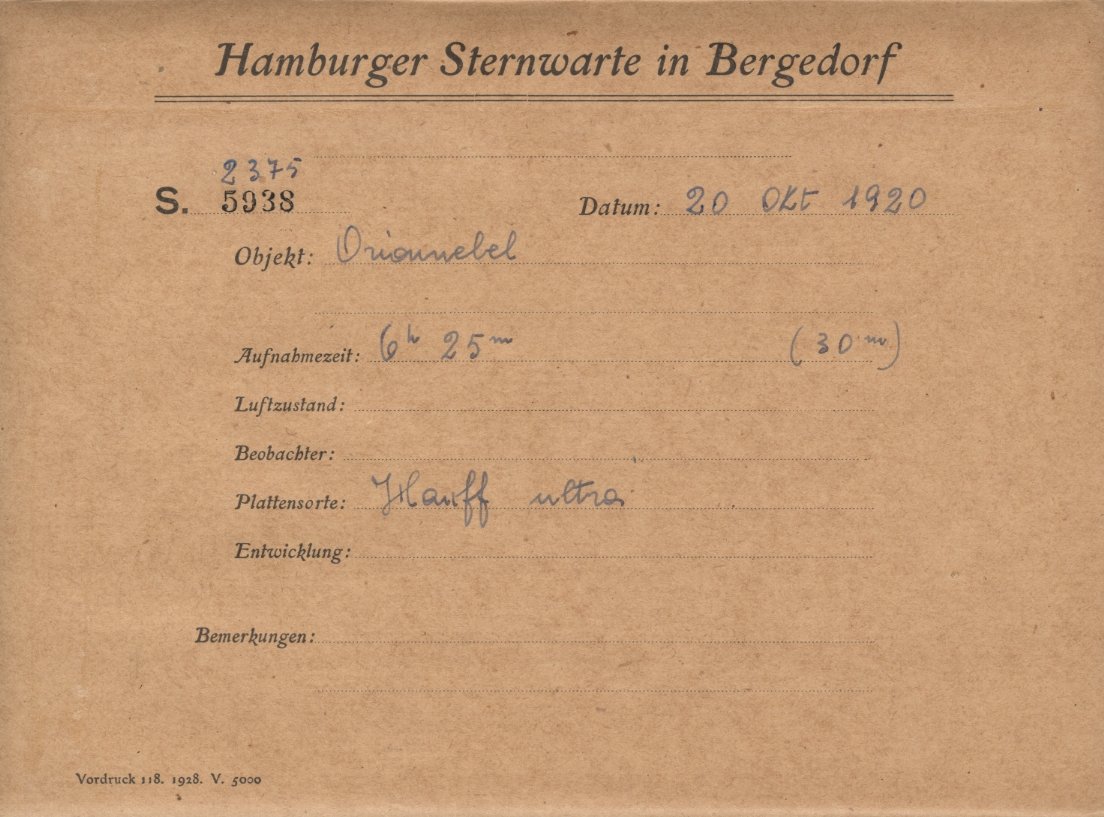 Hamburger Sternwarte in Bergedorf
2375
S. 5938 Datum: 20 Okt 1920
Objekt: Orionnebel
Aufnahmezeit: 6h 25m (30m)
Luftzustand:
Beobachter:
Plattensorte: Hauff ultra
Entwicklung:
Bemerkungen:
Vordruck 118. 1928. V. 5000